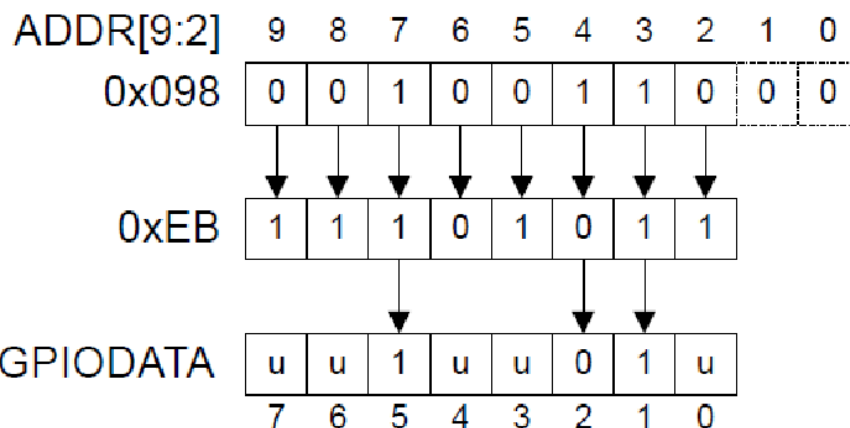 ADDR[9:2] 9 8 7 6 5 4 3 2 1 0
0x098 0 0 1 0 0 1 1 0 0 0
0xEB 1 1 1 0 1 0 1 1
GPIODATA u u 1 u u 0 1 u
7 6 5 4 3 2 1 0